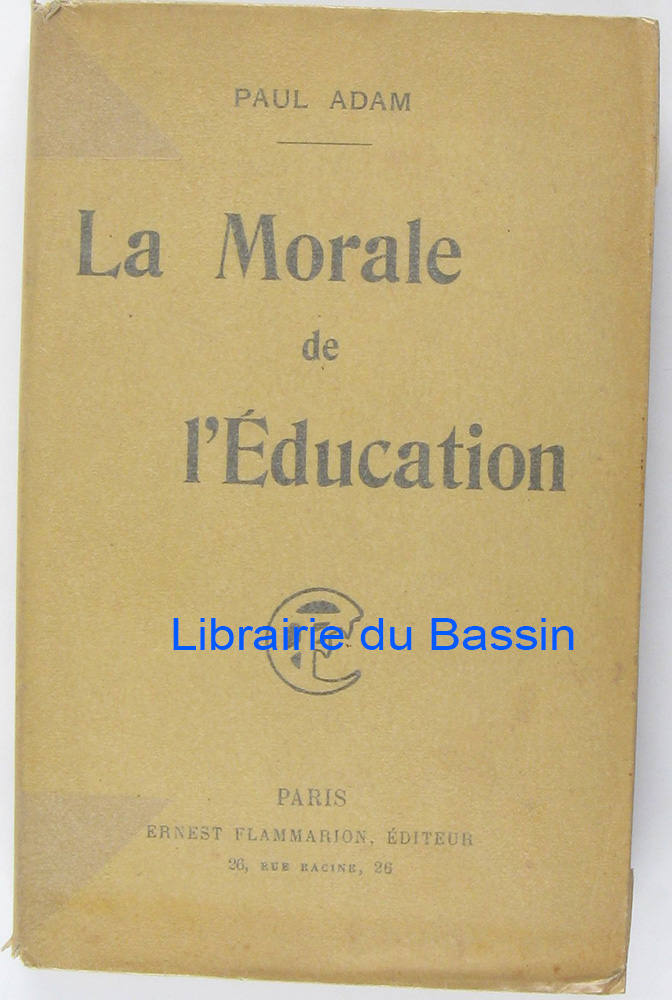 PAUL ADAM
La Morale
de
l'Éducation
Librairie du Bassin
PARIS
ERNEST FLAMMARION, ÉDITEUR
26, RUE RACINE, 26